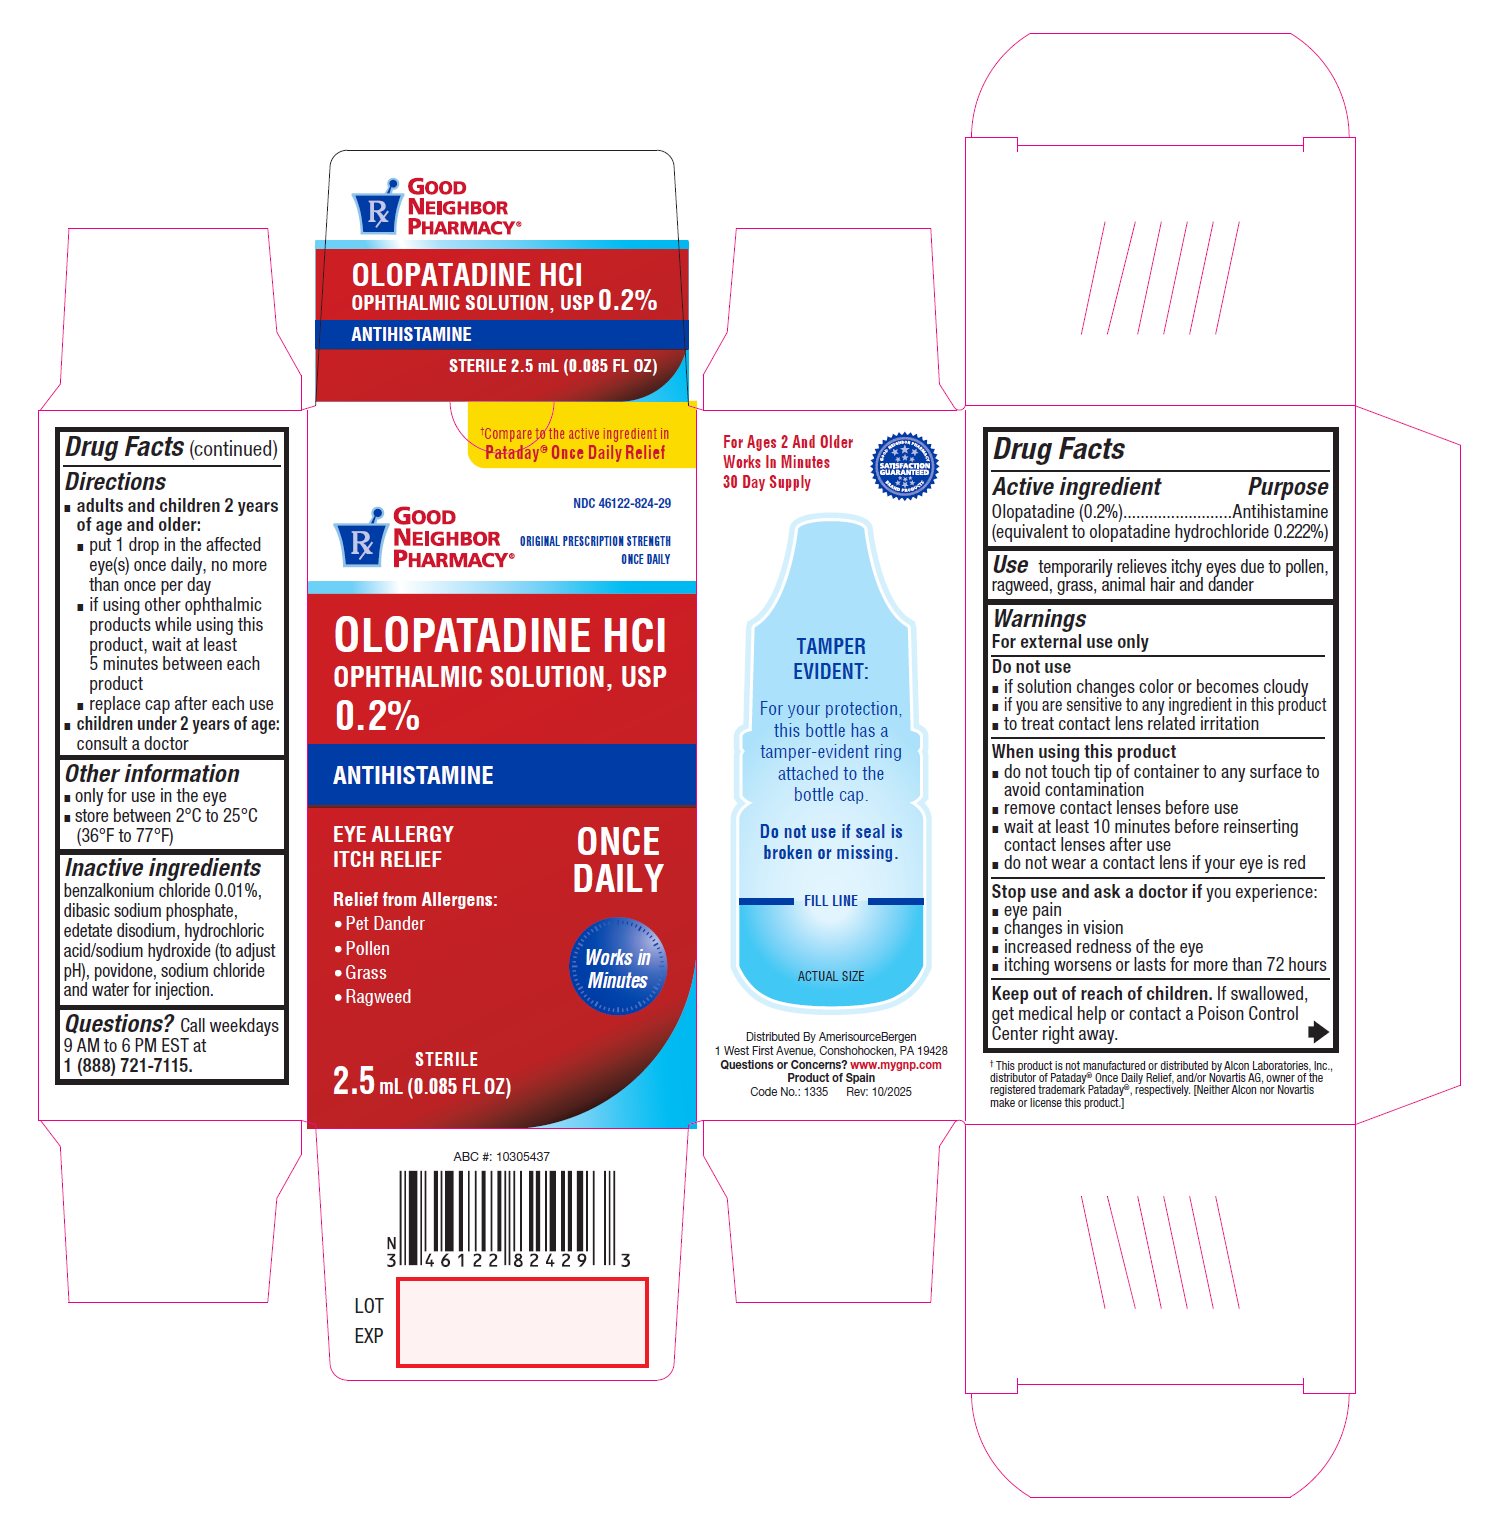 Rx
GOOD
NEIGHBOR
PHARMACY®
OLOPATADINE HCl
OPHTHALMIC SOLUTION, USP 0.2%
ANTIHISTAMINE
STERILE 2.5 mL (0.085 FL OZ)
Drug Facts (continued)
Directions
▪ adults and children 2 years
of age and older:
▪ put 1 drop in the affected
eye(s) once daily, no more
than once per day
▪ if using other ophthalmic
products while using this
product, wait at least
5 minutes between each
product
▪ replace cap after each use
▪ children under 2 years of age:
consult a doctor
Other information
▪ only for use in the eye
▪ store between 2°C to 25°C
(36°F to 77°F)
Inactive ingredients
benzalkonium chloride 0.01%,
dibasic sodium phosphate,
edetate disodium, hydrochloric
acid/sodium hydroxide (to adjust
pH), povidone, sodium chloride
and water for injection.
Questions? Call weekdays
9 AM to 6 PM EST at
1 (888) 721-7115.
†Compare to the active ingredient in
Pataday® Once Daily Relief
NDC 46122-824-29
Rx
GOOD
NEIGHBOR
PHARMACY®
ORIGINAL PRESCRIPTION STRENGTH
ONCE DAILY
OLOPATADINE HCl
OPHTHALMIC SOLUTION, USP
0.2%
ANTIHISTAMINE
EYE ALLERGY
ITCH RELIEF
ONCE
DAILY
Relief from Allergens:
• Pet Dander
• Pollen
• Grass
• Ragweed
Works in
Minutes
STERILE
2.5 mL (0.085 FL OZ)
ABC #: 10305437
N
3 46122 82429 3
LOT
EXP
For Ages 2 And Older
Works In Minutes
30 Day Supply
GOOD NEIGHBOR PHARMACY
SATISFACTION
GUARANTEED
BRAND PRODUCTS
TAMPER
EVIDENT:
For your protection,
this bottle has a
tamper-evident ring
attached to the
bottle cap.
Do not use if seal is
broken or missing.
FILL LINE
ACTUAL SIZE
Distributed By AmerisourceBergen
1 West First Avenue, Conshohocken, PA 19428
Questions or Concerns? www.mygnp.com
Product of Spain
Code No.: 1335 Rev: 10/2025
Drug Facts
Active ingredient Purpose
Olopatadine (0.2%).........................Antihistamine
(equivalent to olopatadine hydrochloride 0.222%)
Use temporarily relieves itchy eyes due to pollen,
ragweed, grass, animal hair and dander
Warnings
For external use only
Do not use
▪ if solution changes color or becomes cloudy
▪ if you are sensitive to any ingredient in this product
▪ to treat contact lens related irritation
When using this product
▪ do not touch tip of container to any surface to
avoid contamination
▪ remove contact lenses before use
▪ wait at least 10 minutes before reinserting
contact lenses after use
▪ do not wear a contact lens if your eye is red
Stop use and ask a doctor if you experience:
▪ eye pain
▪ changes in vision
▪ increased redness of the eye
▪ itching worsens or lasts for more than 72 hours
Keep out of reach of children. If swallowed,
get medical help or contact a Poison Control
Center right away.
† This product is not manufactured or distributed by Alcon Laboratories, Inc.,
distributor of Pataday® Once Daily Relief, and/or Novartis AG, owner of the
registered trademark Pataday®, respectively. [Neither Alcon nor Novartis
make or license this product.]